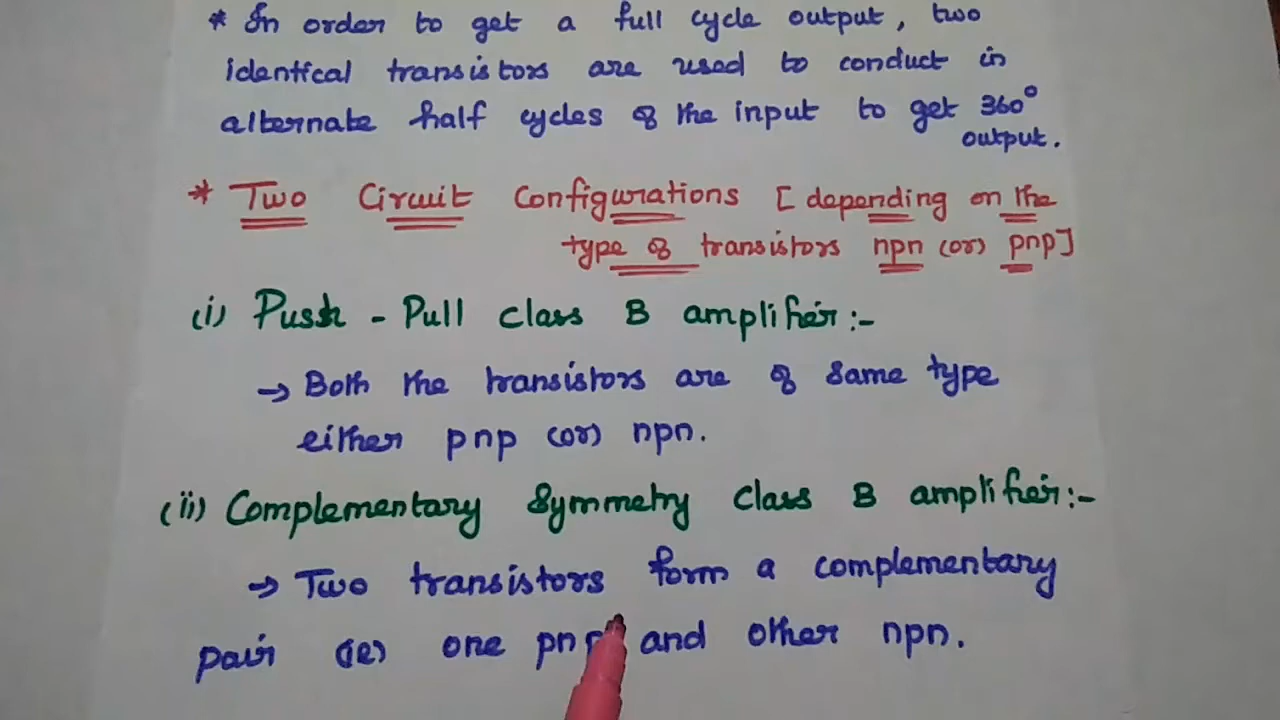 * In order to get a full cycle output, two
identical transistors are used to conduct in
alternate half cycles of the input to get 360°
output.
* Two Circuit Configurations [depending on the
type of transistors npn (or) pnp]
(i) Push - Pull class B amplifier:-
→ Both the transistors are of same type
either pnp (or) npn.
(ii) Complementary Symmetry Class B amplifier:-
→ Two transistors form a complementary
pair (ie) one pnp and other npn.